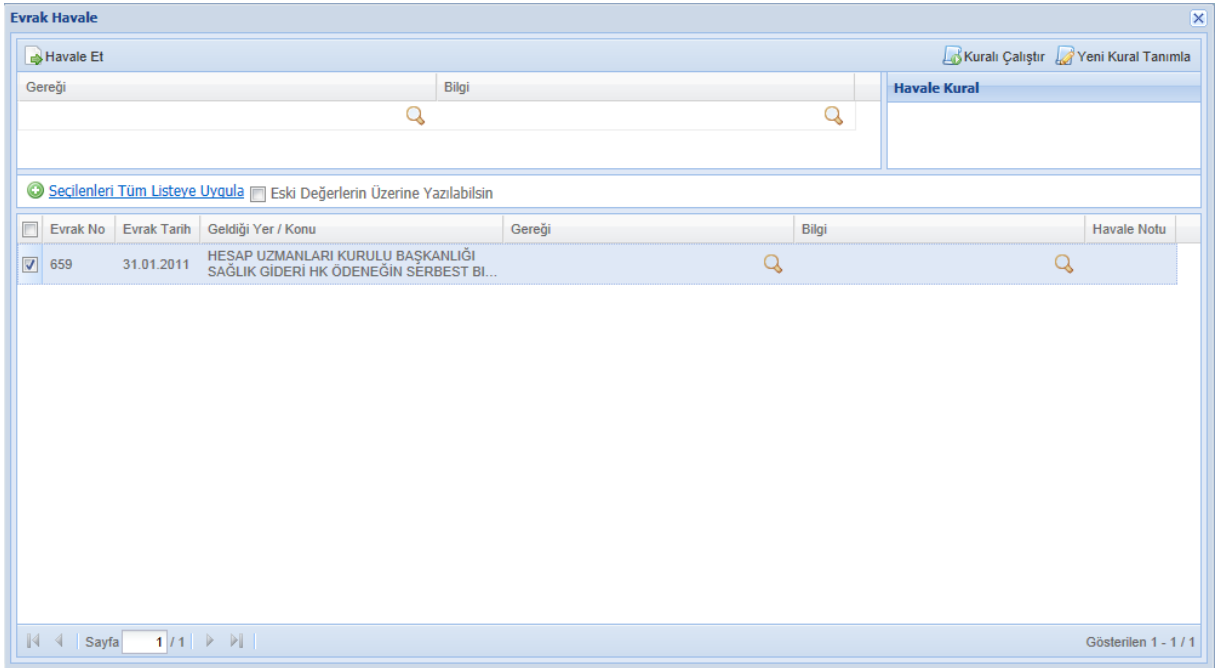 Evrak Havale
Havale Et
Kuralı Çalıştır Yeni Kural Tanımla
Gereği Bilgi
Havale Kural
Seçilenleri Tüm Listeye Uygula Eski Değerlerin Üzerine Yazılabilsin
Evrak No Evrak Tarih Geldiği Yer / Konu Gereği Bilgi Havale Notu
659 31.01.2011 HESAP UZMANLARI KURULU BAŞKANLIĞI
SAĞLIK GİDERİ HK ÖDENEĞİN SERBEST BI...
Sayfa 1 / 1 Gösterilen 1 - 1 / 1